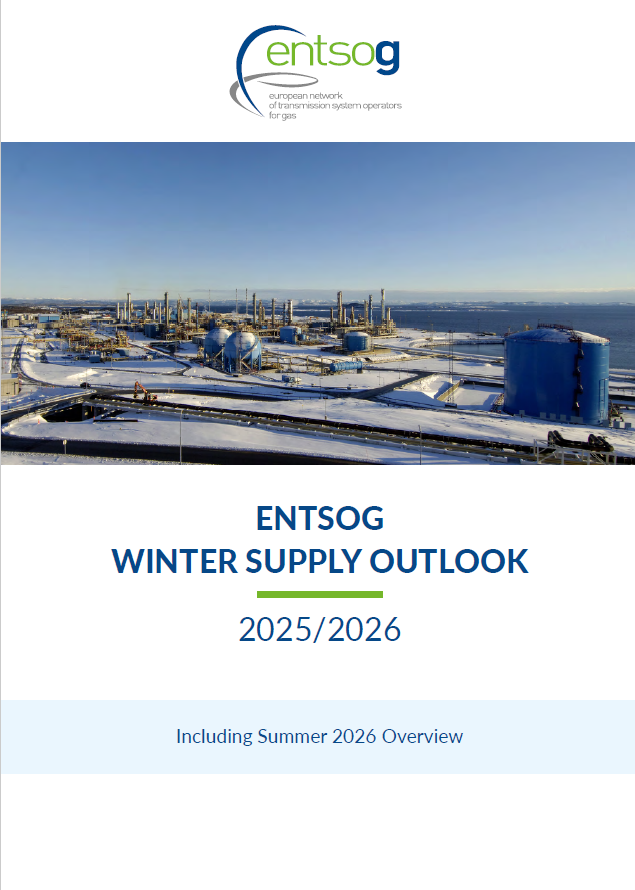 entsog
european network
of transmission system operators
for gas
ENTSOG
WINTER SUPPLY OUTLOOK
2025/2026
Including Summer 2026 Overview